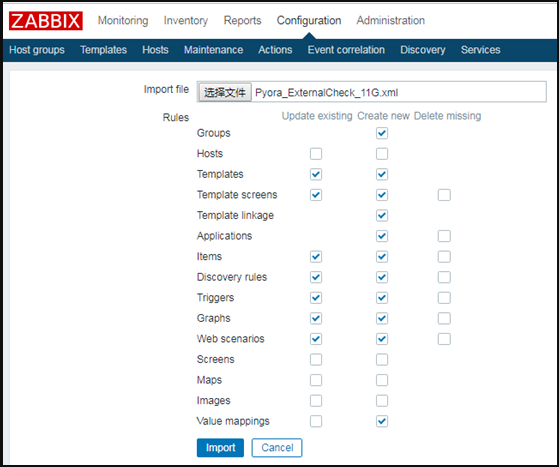 ZABBIX Monitoring Inventory Reports Configuration Administration
Host groups Templates Hosts Maintenance Actions Event correlation Discovery Services
Import file 选择文件 Pyora_ExternalCheck_11G.xml
Rules Update existing Create new Delete missing
Groups
Hosts
Templates
Template screens
Template linkage
Applications
Items
Discovery rules
Triggers
Graphs
Web scenarios
Screens
Maps
Images
Value mappings
Import Cancel